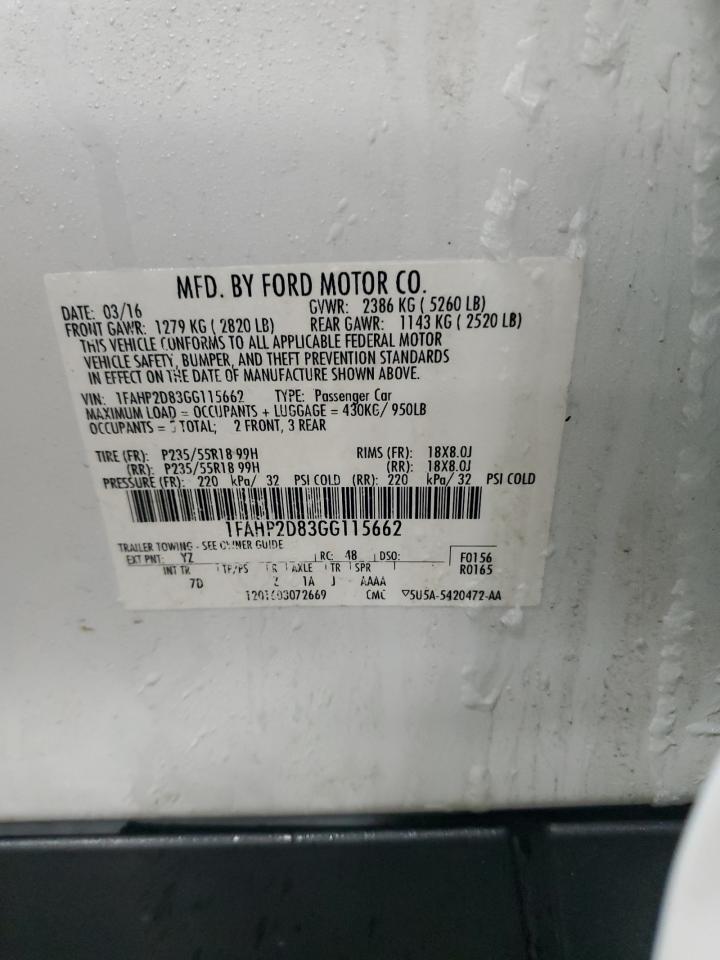 MFD. BY FORD MOTOR CO.
DATE: 03/16 GVWR: 2386 KG ( 5260 LB)
FRONT GAWR: 1279 KG ( 2820 LB) REAR GAWR: 1143 KG ( 2520 LB)
THIS VEHICLE CONFORMS TO ALL APPLICABLE FEDERAL MOTOR
VEHICLE SAFETY, BUMPER, AND THEFT PREVENTION STANDARDS
IN EFFECT ON THE DATE OF MANUFACTURE SHOWN ABOVE.
VIN: 1FAHP2D83GG115662 TYPE: Passenger Car
MAXIMUM LOAD = OCCUPANTS + LUGGAGE = 430KG/ 950LB
OCCUPANTS = TOTAL; 2 FRONT, 3 REAR
TIRE (FR): P235/55R18 99H RIMS (FR): 18X8.0J
(RR): P235/55R18 99H (RR): 18X8.0J
PRESSURE (FR): 220 kPa/ 32 PSI COLD (RR): 220 kPa/ 32 PSI COLD
1FAHP2D83GG115662
TRAILER TOWING - SEE OWNER GUIDE
EXT PNT: YZ RC: 48 DSO: F0156
INT TR TP/PS R AXLE TR SPR R0165
7D 1A J AAAA
CMC ▽5U5A-5420472-AA